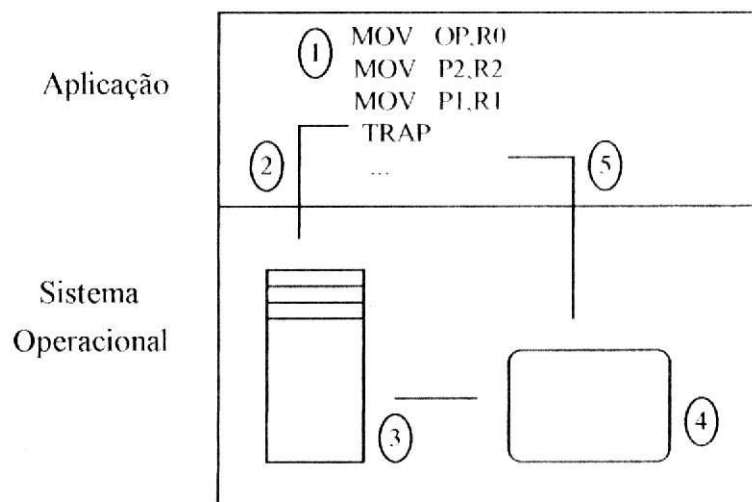 Aplicação
1
MOV OP,R0
MOV P2,R2
MOV P1,R1
TRAP
...
2
5
Sistema
Operacional
3
4